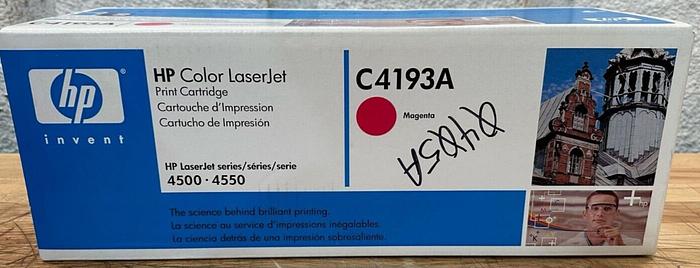 hp
invent
HP Color LaserJet
Print Cartridge
Cartouche d'Impression
Cartucho de Impresión
HP LaserJet series/séries/serie
4500 · 4550
C4193A
Magenta
The science behind brilliant printing.
La science au service d'impressions inégalables.
La ciencia detrás de una impresión sobresaliente.